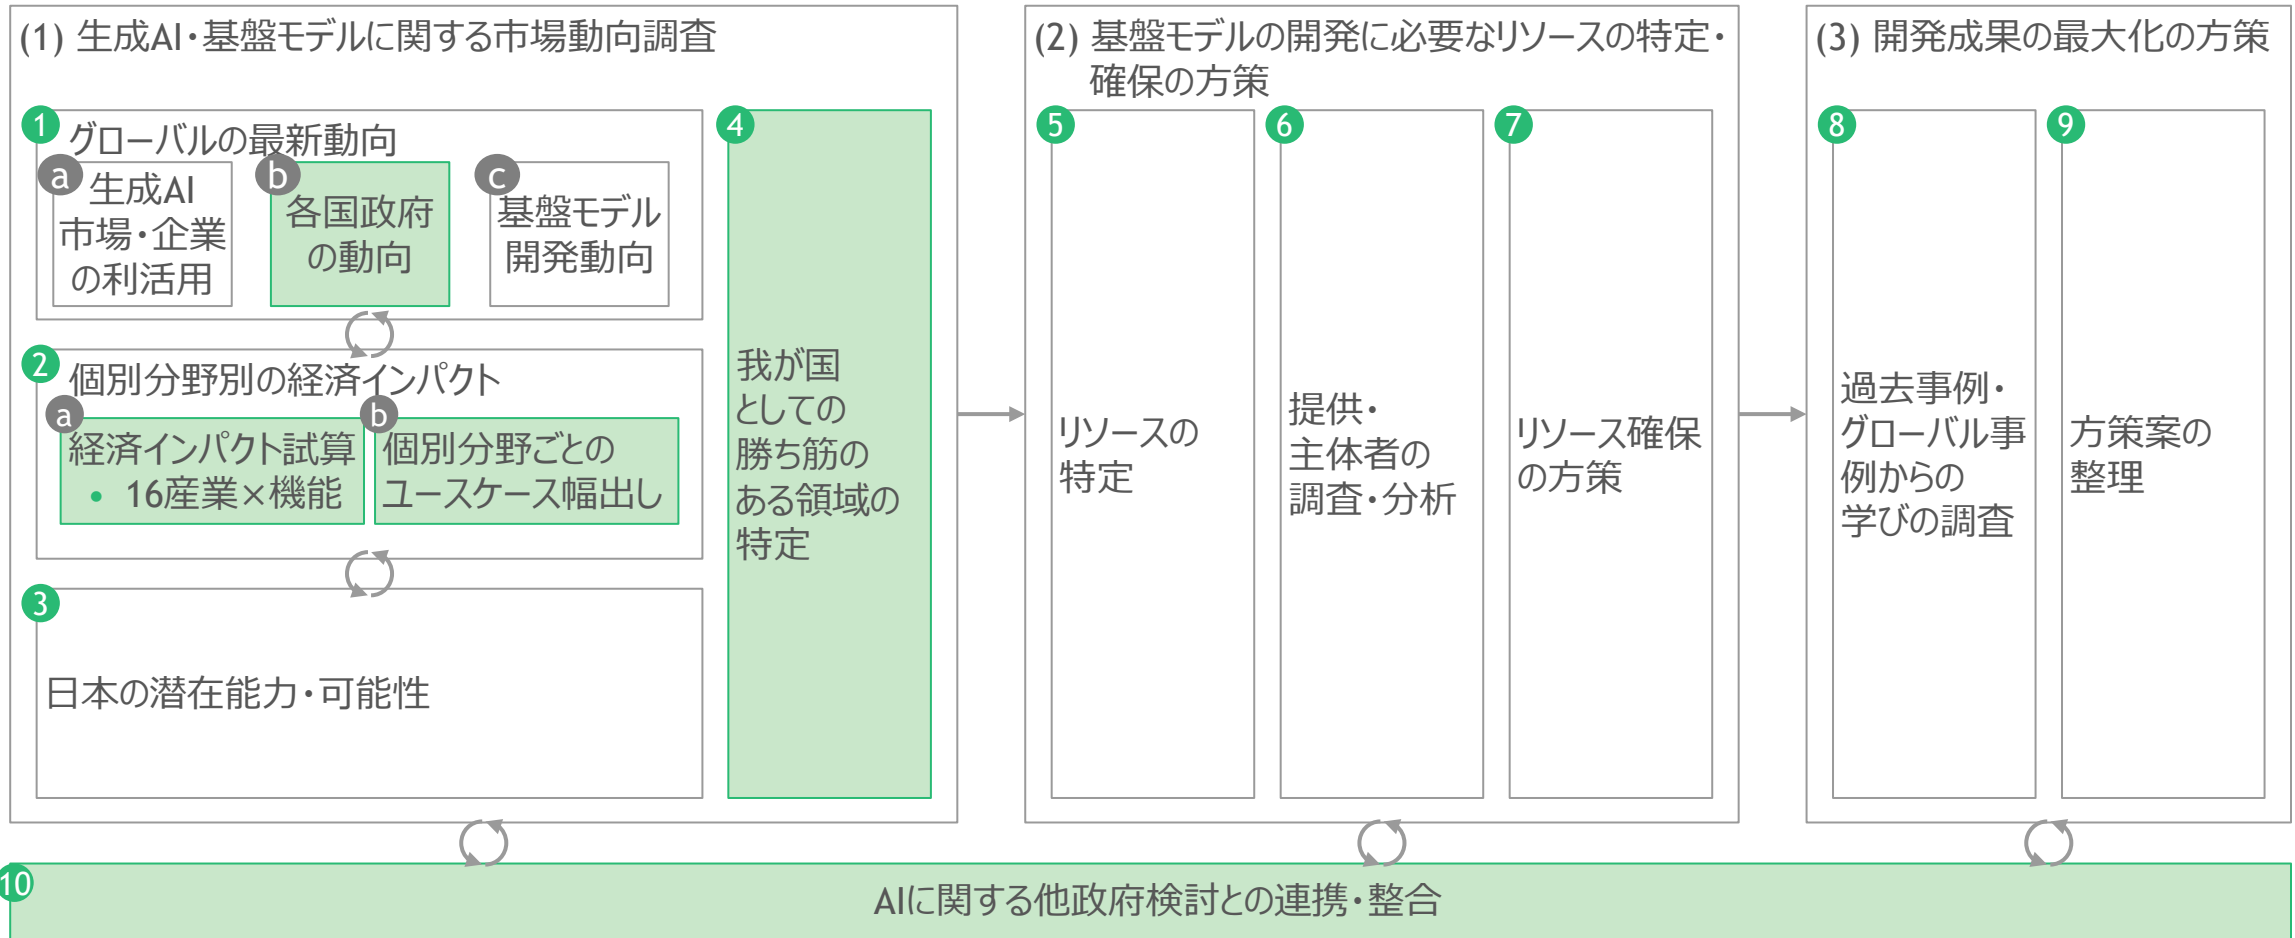 (1) 生成AI・基盤モデルに関する市場動向調査
1
グローバルの最新動向
a
生成AI
市場・企業
の利活用
b
各国政府
の動向
c
基盤モデル
開発動向
2
個別分野別の経済インパクト
a
経済インパクト試算
• 16産業×機能
b
個別分野ごとの
ユースケース幅出し
3
日本の潜在能力・可能性
4
我が国
としての
勝ち筋の
ある領域の
特定
(2) 基盤モデルの開発に必要なリソースの特定・
確保の方策
5
リソースの
特定
6
提供・
主体者の
調査・分析
7
リソース確保
の方策
(3) 開発成果の最大化の方策
8
過去事例・
グローバル事
例からの
学びの調査
9
方策案の
整理
10
AIに関する他政府検討との連携・整合